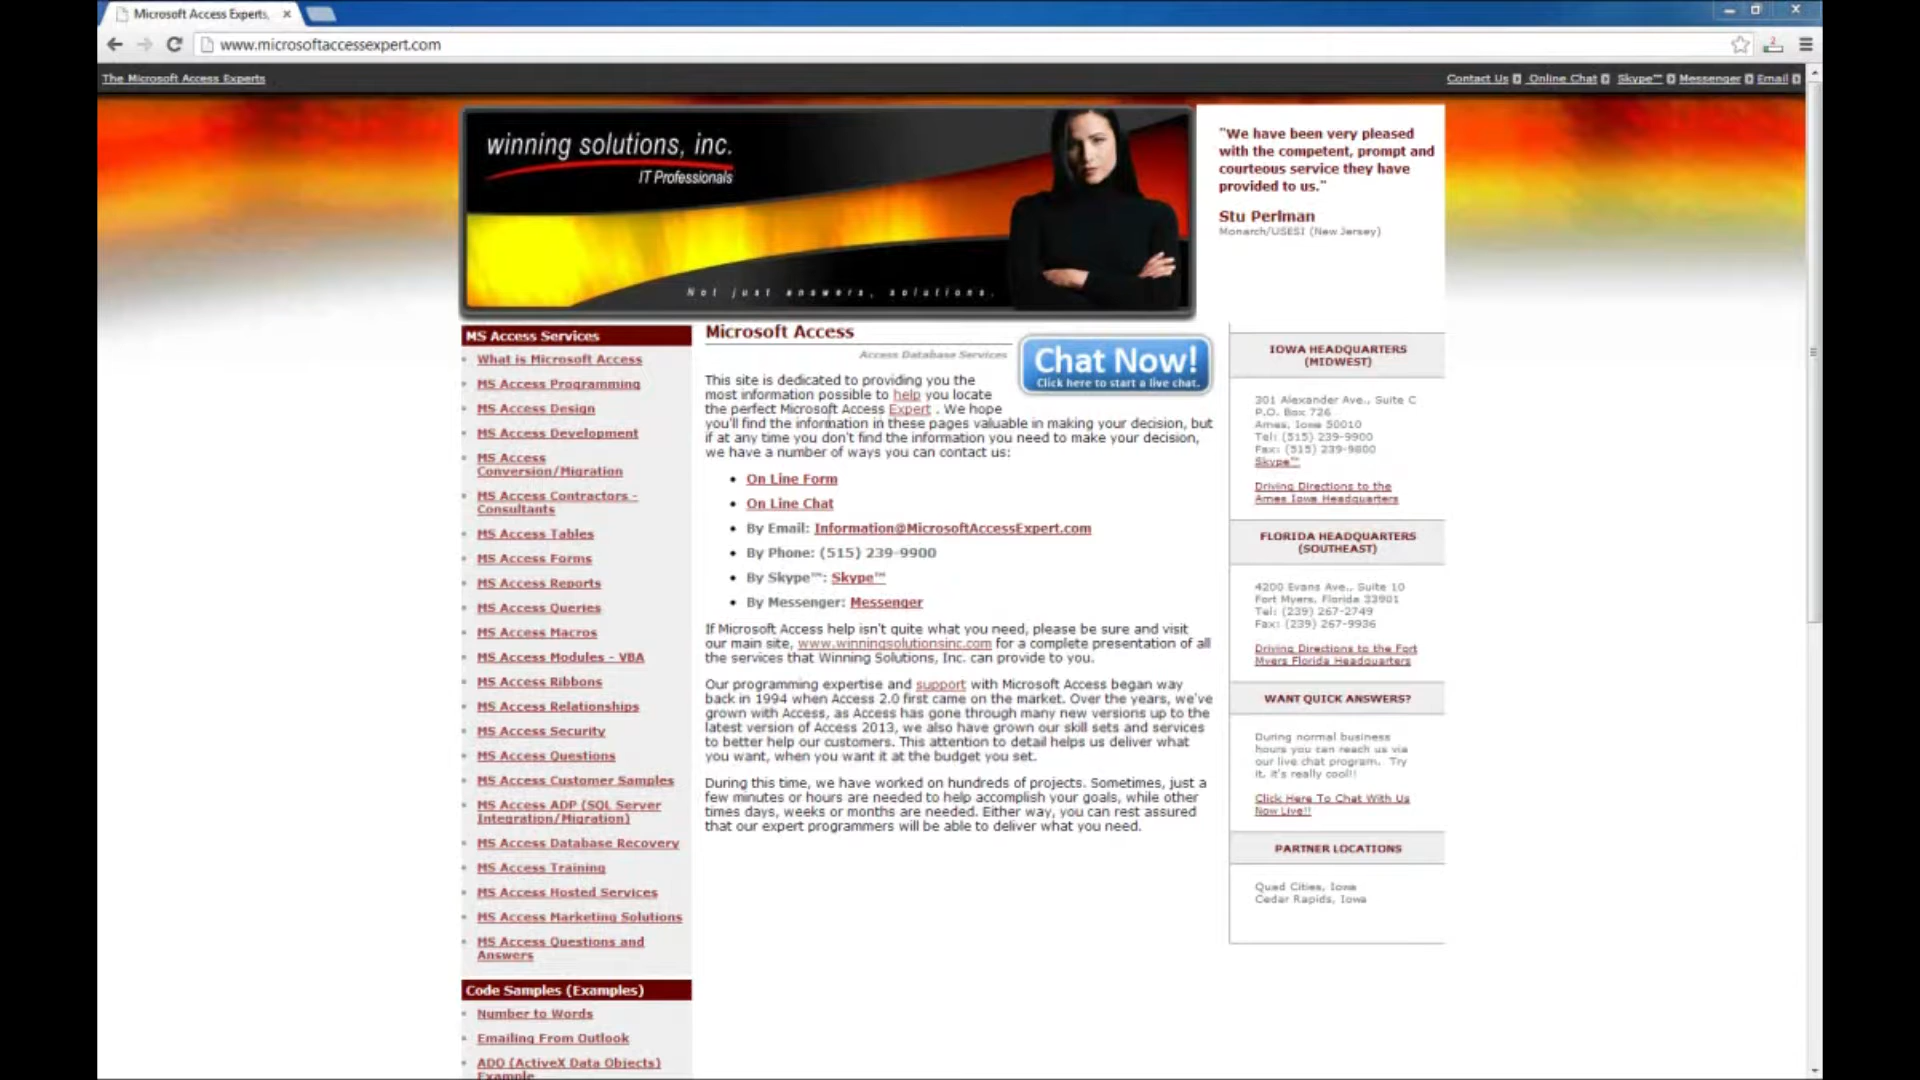 Microsoft Access Experts,
www.microsoftaccessexpert.com
2
The Microsoft Access Experts
Contact Us Online Chat Skype™ Messenger Email
winning solutions, inc.
IT Professionals
Not just answers, solutions.
"We have been very pleased
with the competent, prompt and
courteous service they have
provided to us."
Stu Perlman
Monarch/USESI (New Jersey)
MS Access Services
What is Microsoft Access
MS Access Programming
MS Access Design
MS Access Development
MS Access
Conversion/Migration
MS Access Contractors -
Consultants
MS Access Tables
MS Access Forms
MS Access Reports
MS Access Queries
MS Access Macros
MS Access Modules - VBA
MS Access Ribbons
MS Access Relationships
MS Access Security
MS Access Questions
MS Access Customer Samples
MS Access ADP (SQL Server
Integration/Migration)
MS Access Database Recovery
MS Access Training
MS Access Hosted Services
MS Access Marketing Solutions
MS Access Questions and
Answers
Code Samples (Examples)
Number to Words
Emailing From Outlook
ADO (ActiveX Data Objects)
Example
Microsoft Access
Access Database Services
Chat Now!
Click here to start a live chat.
This site is dedicated to providing you the
most information possible to help you locate
the perfect Microsoft Access Expert . We hope
you'll find the information in these pages valuable in making your decision, but
if at any time you don't find the information you need to make your decision,
we have a number of ways you can contact us:
On Line Form
On Line Chat
By Email: Information@MicrosoftAccessExpert.com
By Phone: (515) 239-9900
By Skype™: Skype™
By Messenger: Messenger
If Microsoft Access help isn't quite what you need, please be sure and visit
our main site, www.winningsolutionsinc.com for a complete presentation of all
the services that Winning Solutions, Inc. can provide to you.
Our programming expertise and support with Microsoft Access began way
back in 1994 when Access 2.0 first came on the market. Over the years, we've
grown with Access, as Access has gone through many new versions up to the
latest version of Access 2013, we also have grown our skill sets and services
to better help our customers. This attention to detail helps us deliver what
you want, when you want it at the budget you set.
During this time, we have worked on hundreds of projects. Sometimes, just a
few minutes or hours are needed to help accomplish your goals, while other
times days, weeks or months are needed. Either way, you can rest assured
that our expert programmers will be able to deliver what you need.
IOWA HEADQUARTERS
(MIDWEST)
301 Alexander Ave., Suite C
P.O. Box 726
Ames, Iowa 50010
Tel: (515) 239-9900
Fax: (515) 239-9800
Skype™
Driving Directions to the
Ames Iowa Headquarters
FLORIDA HEADQUARTERS
(SOUTHEAST)
4200 Evans Ave., Suite 10
Fort Myers, Florida 33901
Tel: (239) 267-2749
Fax: (239) 267-9936
Driving Directions to the Fort
Myers Florida Headquarters
WANT QUICK ANSWERS?
During normal business
hours you can reach us via
our live chat program. Try
it, it's really cool!!
Click Here To Chat With Us
Now Live!!
PARTNER LOCATIONS
Quad Cities, Iowa
Cedar Rapids, Iowa